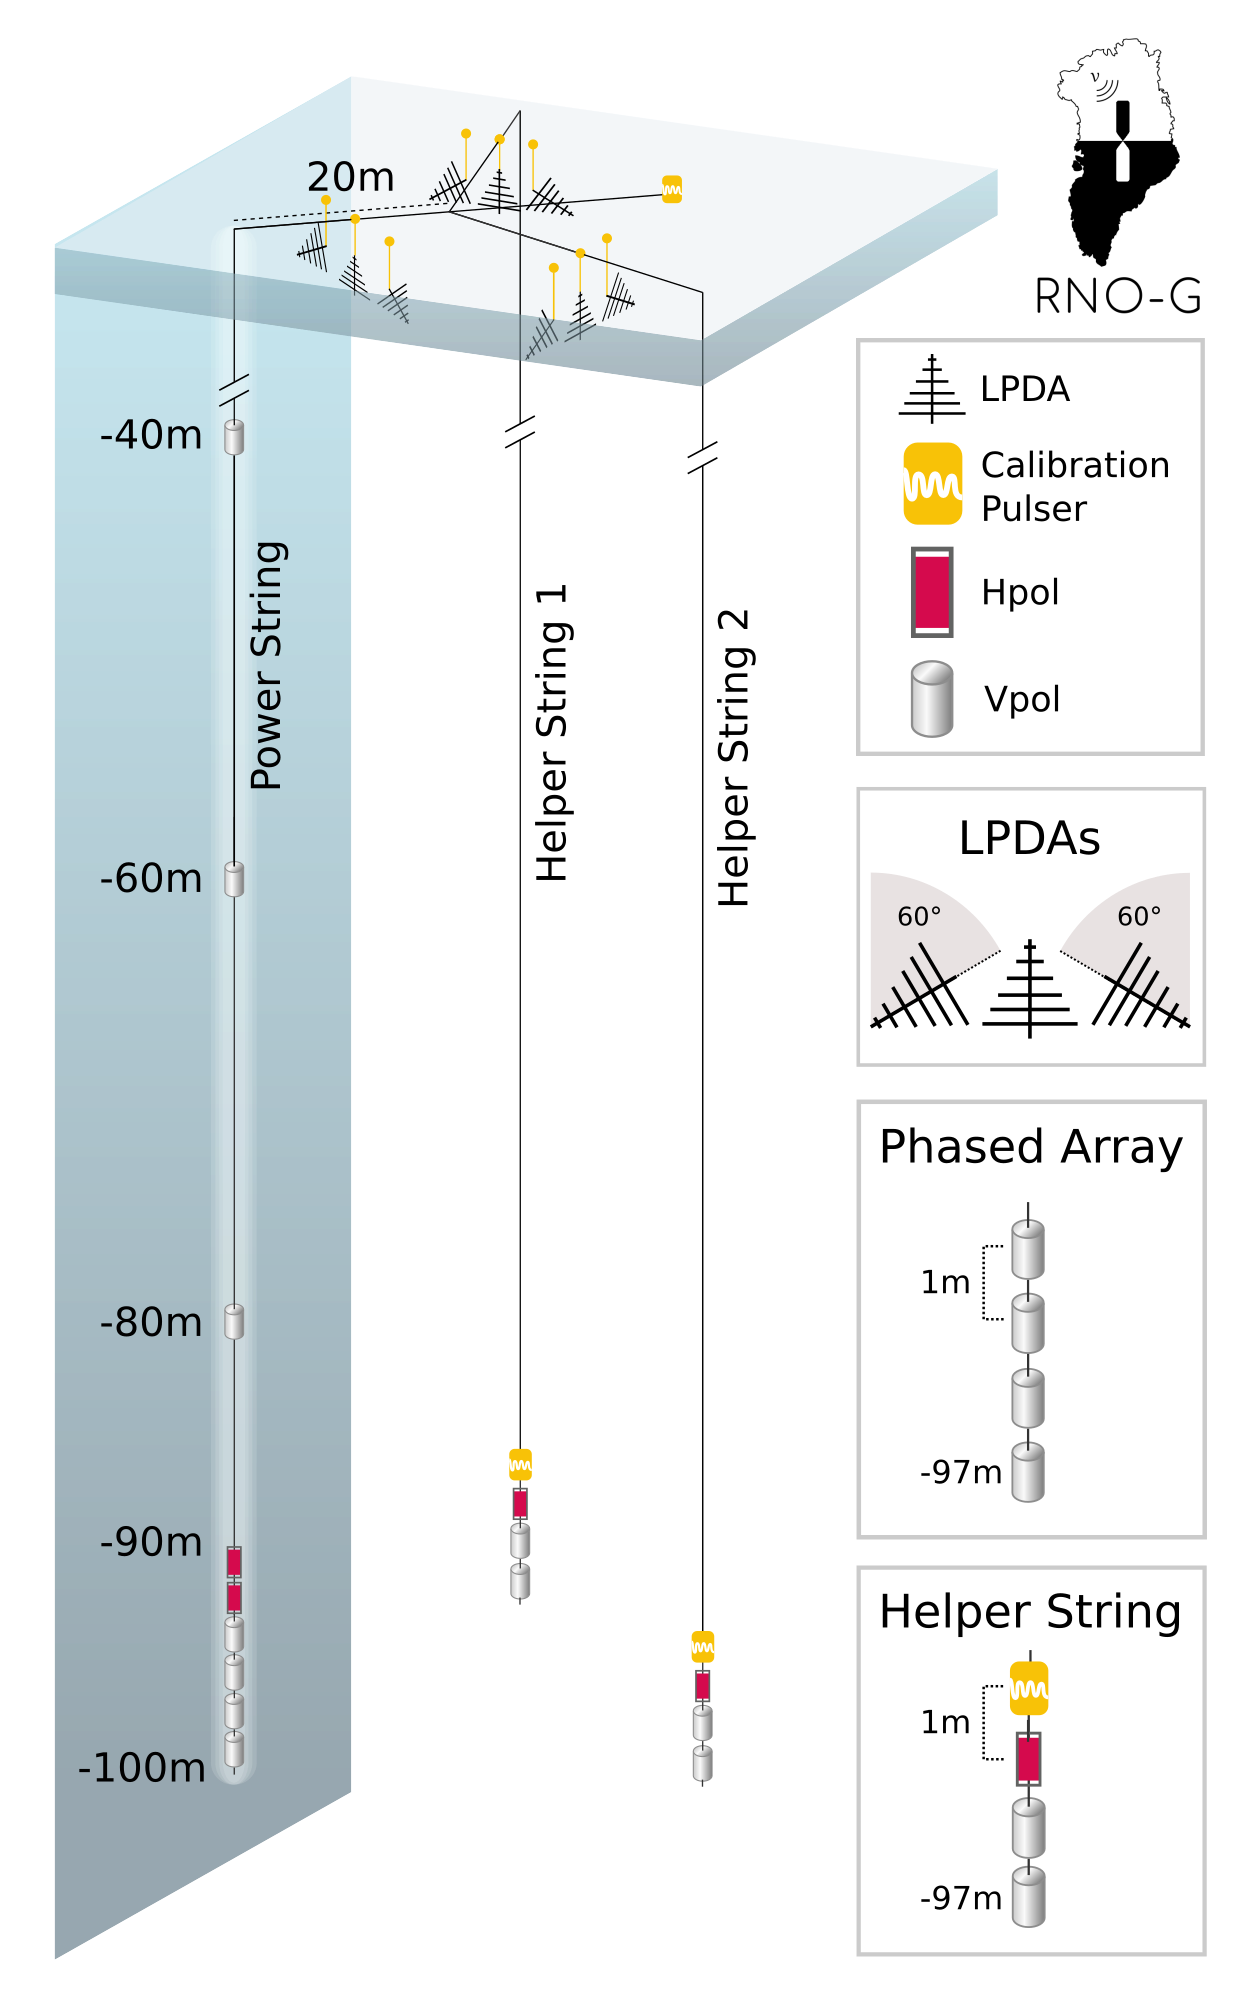 20m
ν
RNO-G
-40m
-60m
-80m
-90m
-100m
Power String
Helper String 1
Helper String 2
LPDA
Calibration
Pulser
Hpol
Vpol
LPDAs
60°
60°
Phased Array
1m
-97m
Helper String
1m
-97m